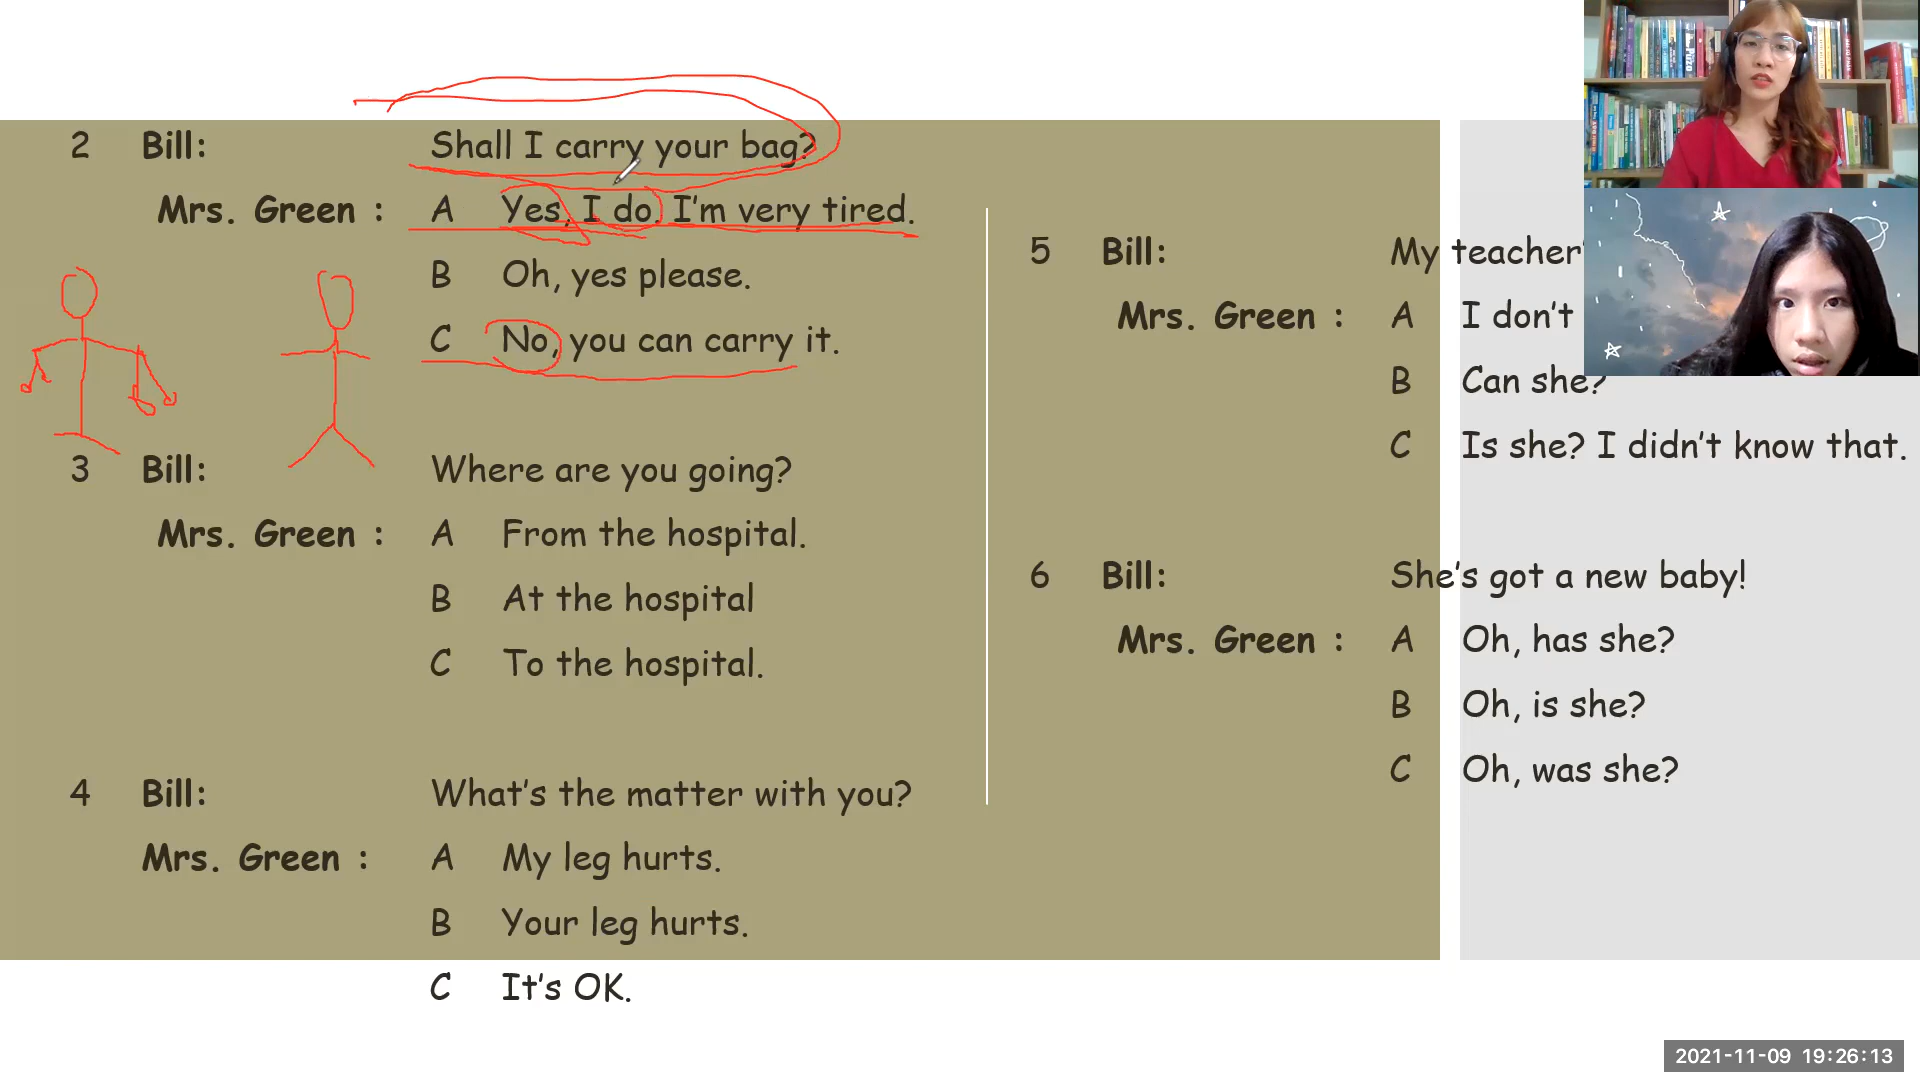 2 Bill: Shall I carry your bag?
Mrs. Green : A Yes, I do. I'm very tired.
B Oh, yes please.
C No, you can carry it.
3 Bill: Where are you going?
Mrs. Green : A From the hospital.
B At the hospital
C To the hospital.
4 Bill: What's the matter with you?
Mrs. Green : A My leg hurts.
B Your leg hurts.
C It's OK.
5 Bill: My teacher'
Mrs. Green : A I don't
B Can she?
C Is she? I didn't know that.
6 Bill: She's got a new baby!
Mrs. Green : A Oh, has she?
B Oh, is she?
C Oh, was she?
2021-11-09 19:26:13